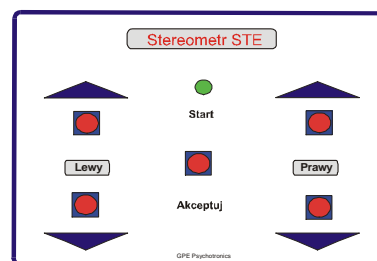 Stereometr STE
Start
Lewy
Prawy
Akceptuj
GPE Psychotronics